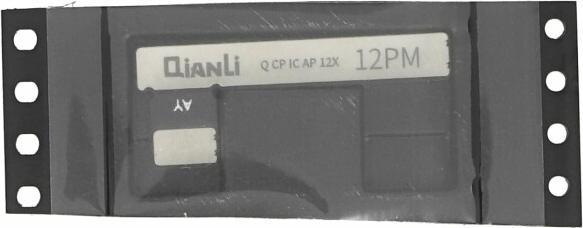 QIANLI Q CP IC AP 12X 12PM
AY